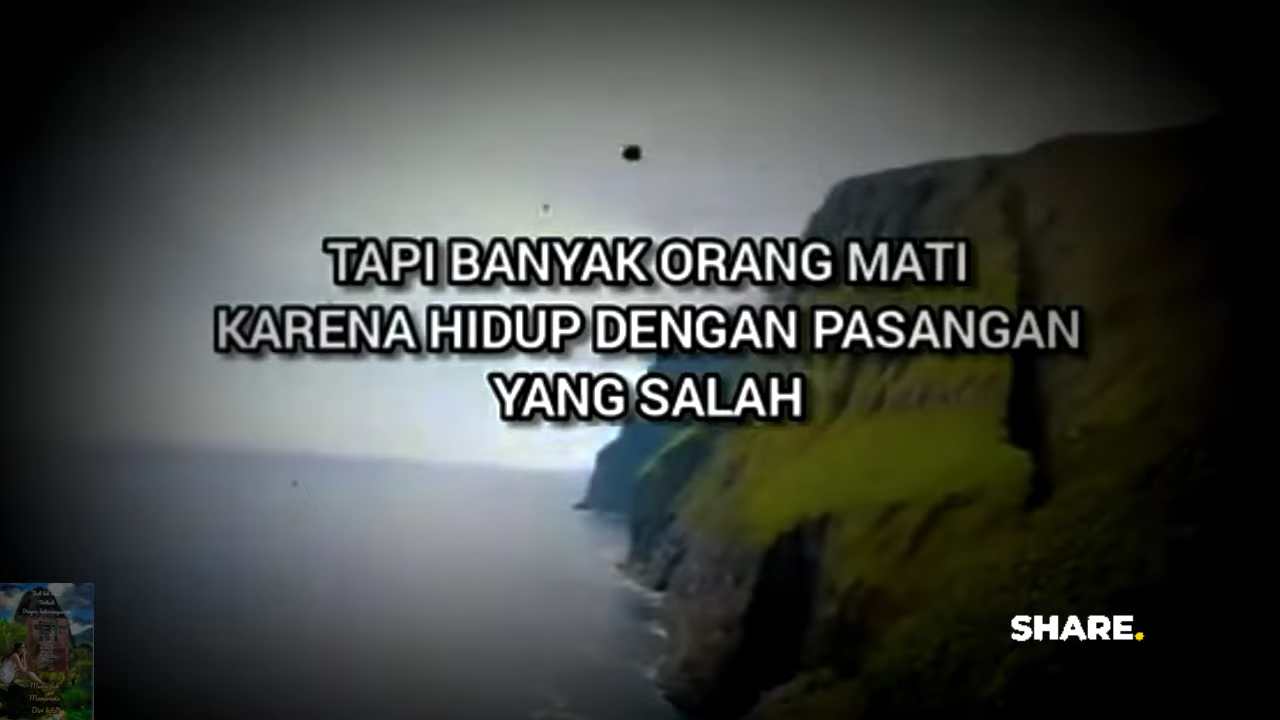 TAPI BANYAK ORANG MATI
KARENA HIDUP DENGAN PASANGAN
YANG SALAH
SHARE.